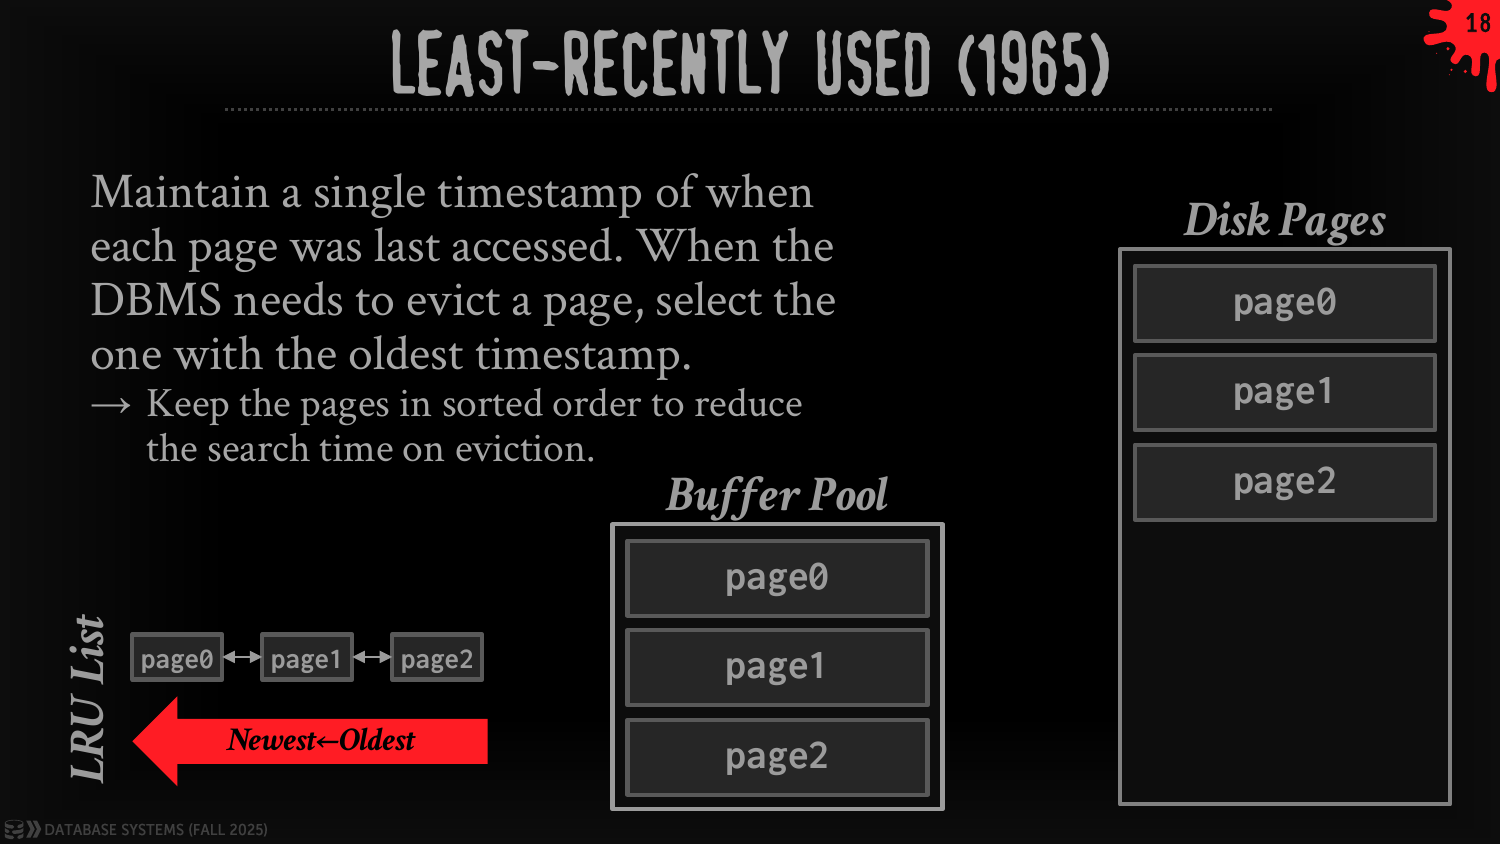 18
LEAST-RECENTLY USED (1965)
Maintain a single timestamp of when
each page was last accessed. When the
DBMS needs to evict a page, select the
one with the oldest timestamp.
→ Keep the pages in sorted order to reduce
the search time on eviction.
Disk Pages
page0
page1
page2
Buffer Pool
page0
page1
page2
LRU List
page0
page1
page2
Newest←Oldest
DATABASE SYSTEMS (FALL 2025)